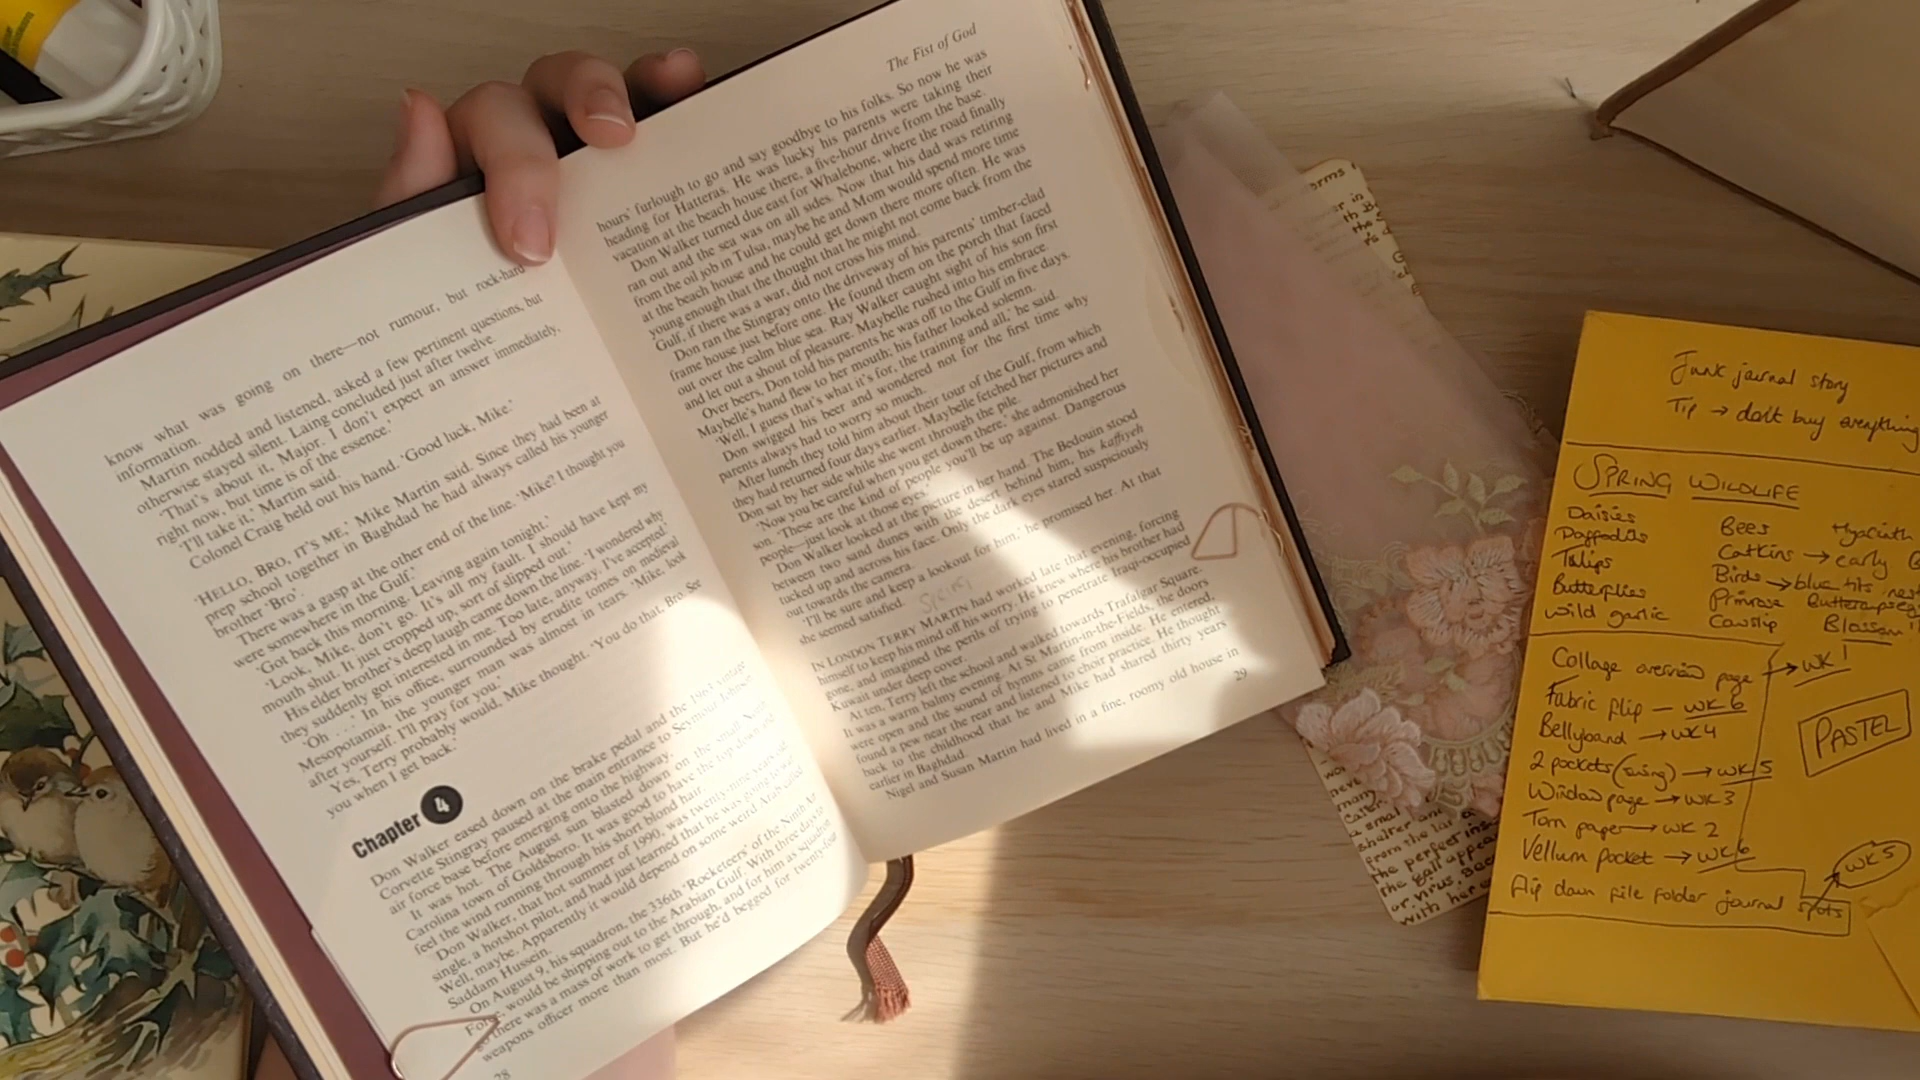 know what was going on there—not rumour, but rock-hard
information.
Martin nodded and listened, asked a few pertinent questions, but
otherwise stayed silent. Laing concluded just after twelve.
'That's about it, Major. I don't expect an answer immediately,
right now, but time is of the essence.'
'I'll take it,' Martin said.
Colonel Craig held out his hand. 'Good luck, Mike.'
'HELLO, BRO, IT'S ME,' Mike Martin said. Since they had been at
prep school together in Baghdad he had always called his younger
brother 'Bro'.
There was a gasp at the other end of the line. 'Mike? I thought you
were somewhere in the Gulf.'
'Got back this morning. Leaving again tonight.'
'Look, Mike, don't go. It's all my fault. I should have kept my
mouth shut. It just cropped up, sort of slipped out.'
His elder brother's deep laugh came down the line. 'I wondered why
they suddenly got interested in me. Too late, anyway. I've accepted.'
'Oh . . .' In his office, surrounded by erudite tomes on medieval
Mesopotamia, the younger man was almost in tears. 'Mike, look
after yourself. I'll pray for you.'
Yes, Terry probably would, Mike thought. 'You do that, Bro. See
you when I get back.'
Chapter 4
Don Walker eased down on the brake pedal and the 1963 vintage
Corvette Stingray paused at the main entrance to Seymour Johnson
air force base before emerging onto the highway.
It was hot. The August sun blasted down on the small North
Carolina town of Goldsboro. It was good to have the top down and
feel the wind running through his short blond hair.
Don Walker, that hot summer of 1990, was twenty-nine years old,
single, a hotshot pilot, and had just learned that he was going to war.
Well, maybe. Apparently it would depend on some weird Arab called
Saddam Hussein.
On August 9, his squadron, the 336th 'Rocketeers' of the Ninth Air
Force, would be shipping out to the Arabian Gulf. With three days to
go there was a mass of work to get through, and for him as squadron
weapons officer more than most. But he'd begged for twenty-four
28
The Fist of God
hours' furlough to go and say goodbye to his folks. So now he was
heading for Hatteras. He was lucky his parents were taking their
vacation at the beach house there, a five-hour drive from the base.
Don Walker turned due east for Whalebone, where the road finally
ran out and the sea was on all sides. Now that his dad was retiring
from the oil job in Tulsa, maybe he and Mom would spend more time
at the beach house and he could get down there more often. He was
young enough that the thought that he might not come back from the
Gulf, if there was a war, did not cross his mind.
Don ran the Stingray onto the driveway of his parents' timber-clad
frame house just before one. He found them on the porch that faced
out over the calm blue sea. Ray Walker caught sight of his son first
and let out a shout of pleasure. Maybelle rushed into his embrace.
Over beers, Don told his parents he was off to the Gulf in five days.
Maybelle's hand flew to her mouth; his father looked solemn.
'Well, I guess that's what it's for, the training and all,' he said.
Don swigged his beer and wondered not for the first time why
parents always had to worry so much.
After lunch they told him about their tour of the Gulf, from which
they had returned four days earlier. Maybelle fetched her pictures and
Don sat by her side while she went through the pile.
'Now you be careful when you get down there,' she admonished her
son. 'These are the kind of people you'll be up against. Dangerous
people—just look at those eyes.'
Don Walker looked at the picture in her hand. The Bedouin stood
between two sand dunes with the desert behind him, his kaffiyeh
tucked up and across his face. Only the dark eyes stared suspiciously
out towards the camera.
'I'll be sure and keep a lookout for him,' he promised her. At that
she seemed satisfied.
IN LONDON TERRY MARTIN had worked late that evening, forcing
himself to keep his mind off his worry. He knew where his brother had
gone, and imagined the perils of trying to penetrate Iraqi-occupied
Kuwait under deep cover.
At ten, Terry left the school and walked towards Trafalgar Square.
It was a warm balmy evening. At St Martin-in-the-Fields, the doors
were open and the sound of hymns came from inside. He entered,
found a pew near the rear and listened to choir practice. He thought
back to the childhood that he and Mike had shared thirty years
earlier in Baghdad.
Nigel and Susan Martin had lived in a fine, roomy old house in
29
Junk journal story
Tip → don't buy everything
SPRING WILDLIFE
Daisies Bees Hyacinth
Daffodils Catkins → early
Tulips Birds → blue tits
Butterflies Primrose Buttercups
wild garlic Cowslip Blossom
Collage overview page → WK 1
Fabric flip – WK 6
Bellyband → WK4
PASTEL
2 pockets (swing) → WK 5
Window page → WK 3
Torn paper → WK 2
Vellum pocket → WK6
WK5
flip down file folder journal spots
the perfect
the gall appea
with her e